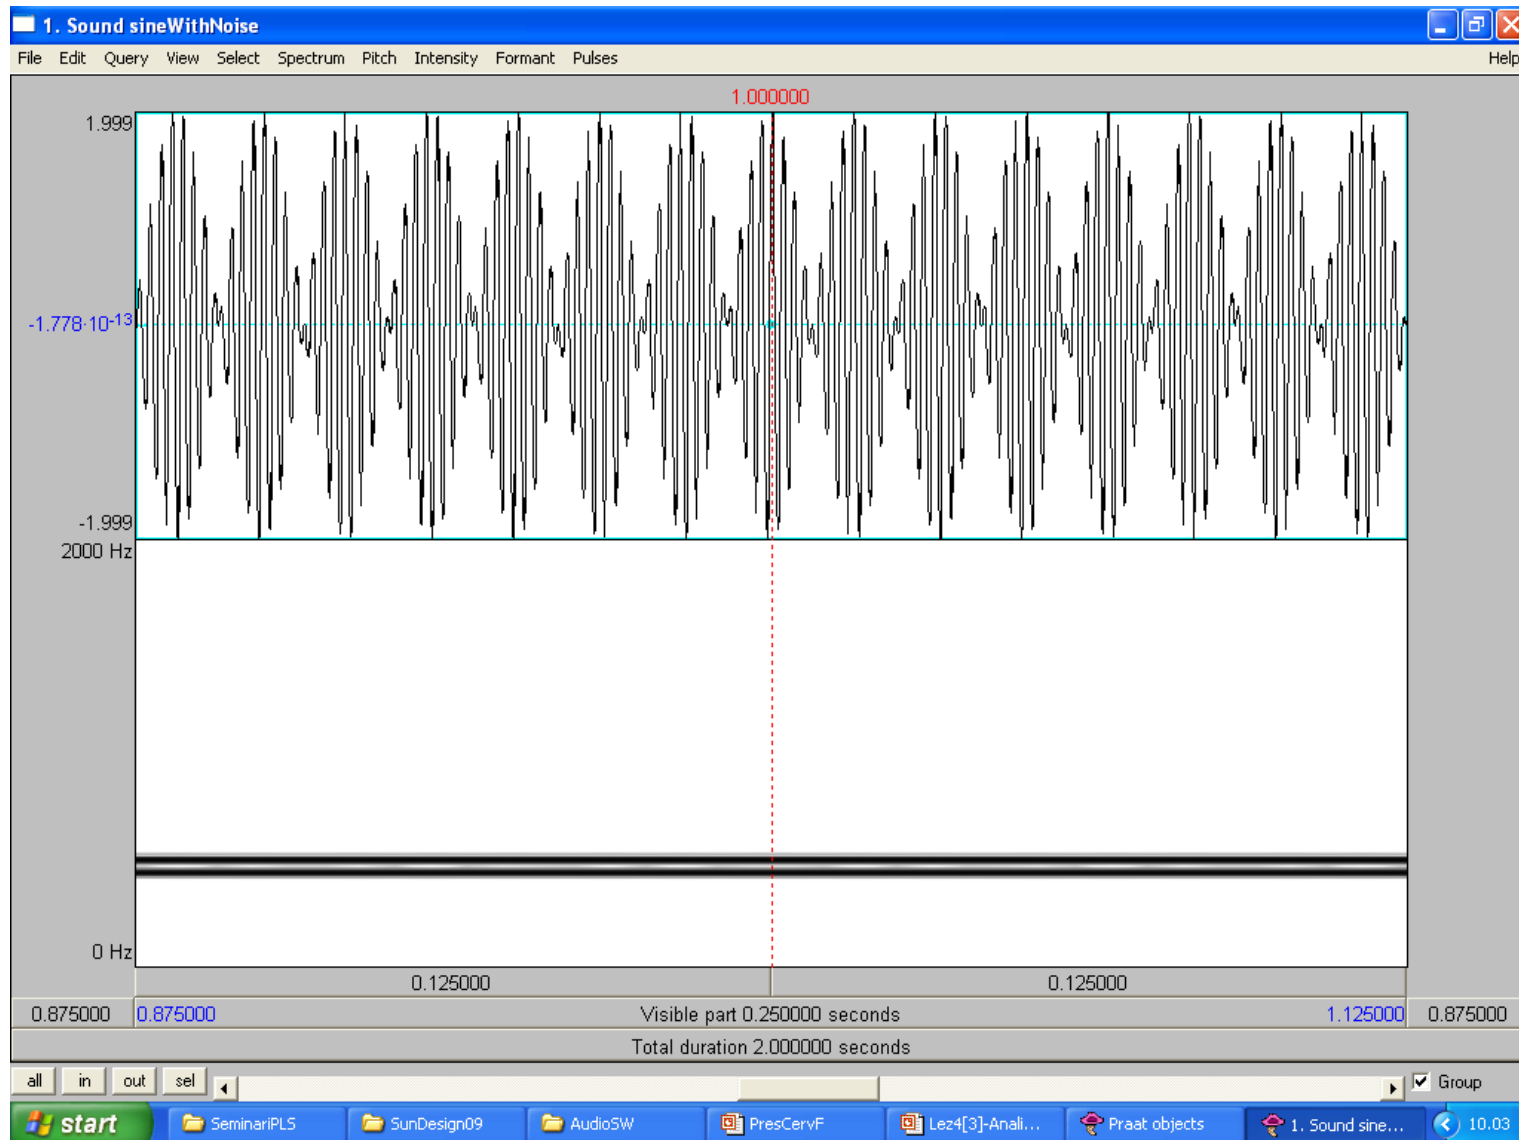 1. Sound sineWithNoise
File Edit Query View Select Spectrum Pitch Intensity Formant Pulses Help
1.000000
1.999
-1.778·10-13
-1.999
2000 Hz
0 Hz
0.125000 0.125000
0.875000 0.875000 Visible part 0.250000 seconds 1.125000 0.875000
Total duration 2.000000 seconds
all in out sel Group
start SeminariPLS SunDesign09 AudioSW PresCervF Lez4[3]-Anali... Praat objects 1. Sound sine... 10.03